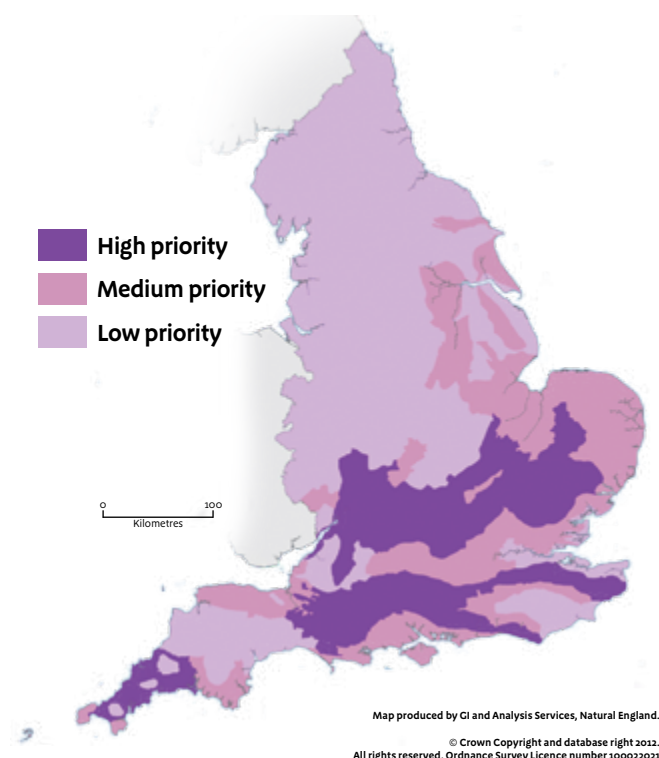 High priority
Medium priority
Low priority
0 100
Kilometres
Map produced by GI and Analysis Services, Natural England.
© Crown Copyright and database right 2012.
All rights reserved. Ordnance Survey Licence number 100022021